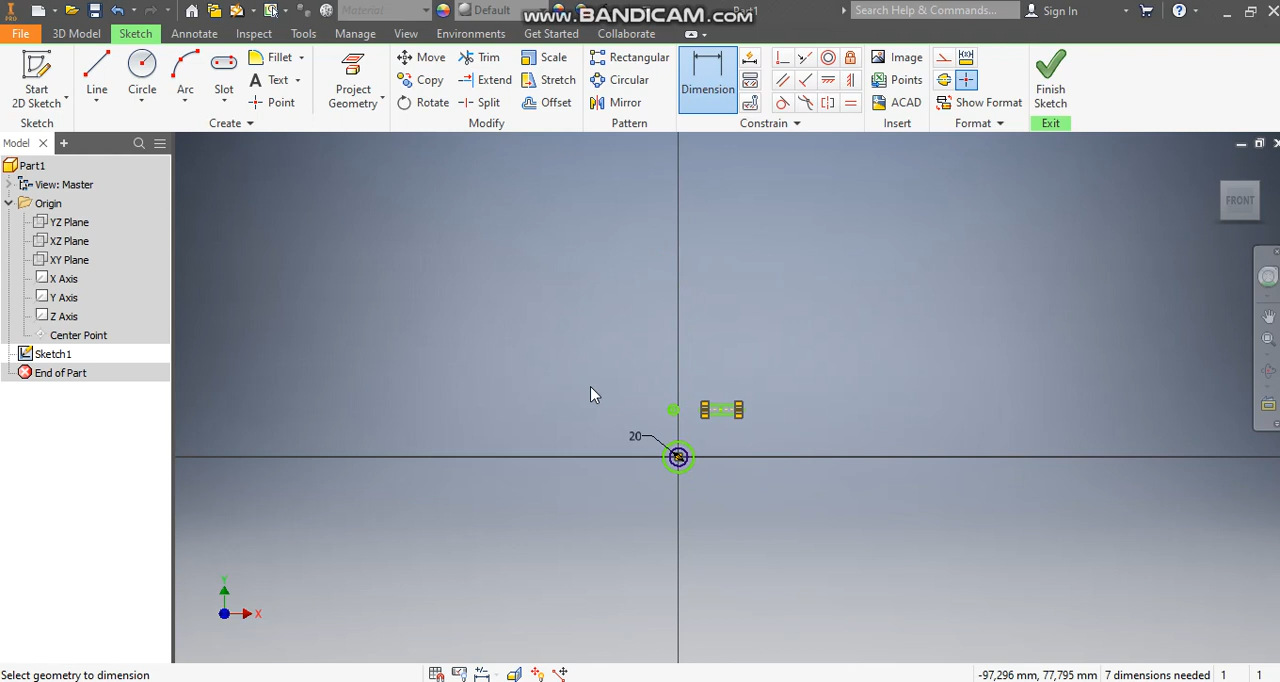 PRO Material Default www.BANDICAM.com Part1 Search Help & Commands... Sign In
File 3D Model Sketch Annotate Inspect Tools Manage View Environments Get Started Collaborate
Start 2D Sketch Line Circle Arc Slot Fillet Text Point Project Geometry Move Copy Rotate Trim Extend Split Scale Stretch Offset Rectangular Circular Mirror Dimension Image Points ACAD Show Format Finish Sketch
Sketch Create Modify Pattern Constrain Insert Format Exit
Model
Part1
View: Master
Origin
YZ Plane
XZ Plane
XY Plane
X Axis
Y Axis
Z Axis
Center Point
Sketch1
End of Part
FRONT
20
Y
X
Select geometry to dimension -97,296 mm, 77,795 mm 7 dimensions needed 1 1